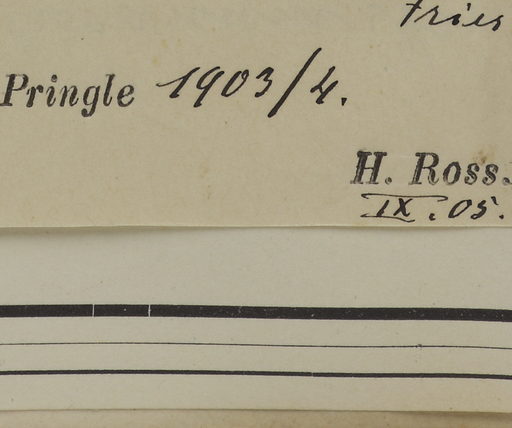 Fries
Pringle 1903/4.
H. Ross.
IX. 05.